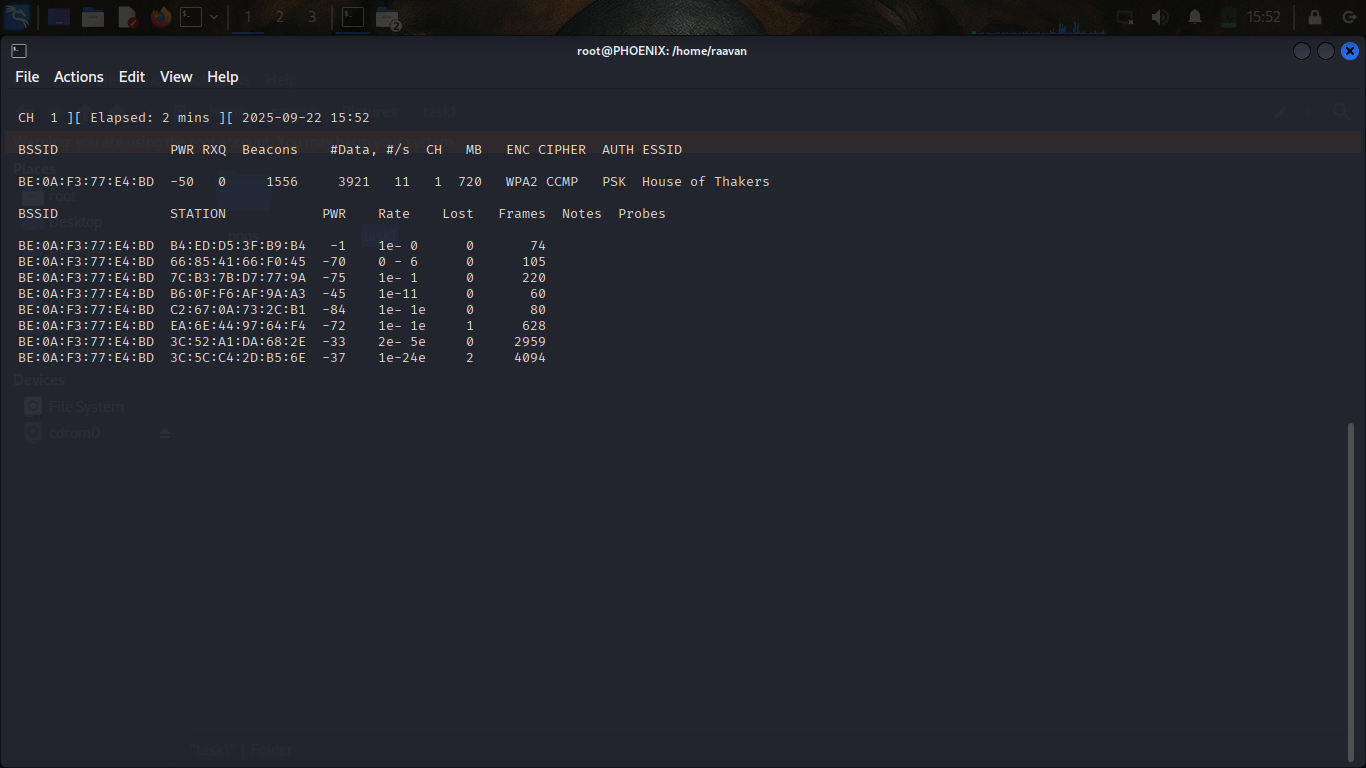 1 2 3 2 15:52
root@PHOENIX: /home/raavan
File Actions Edit View Help
CH 1 ][ Elapsed: 2 mins ][ 2025-09-22 15:52
BSSID PWR RXQ Beacons #Data, #/s CH MB ENC CIPHER AUTH ESSID
BE:0A:F3:77:E4:BD -50 0 1556 3921 11 1 720 WPA2 CCMP PSK House of Thakers
BSSID STATION PWR Rate Lost Frames Notes Probes
BE:0A:F3:77:E4:BD B4:ED:D5:3F:B9:B4 -1 1e- 0 0 74
BE:0A:F3:77:E4:BD 66:85:41:66:F0:45 -70 0 - 6 0 105
BE:0A:F3:77:E4:BD 7C:B3:7B:D7:77:9A -75 1e- 1 0 220
BE:0A:F3:77:E4:BD B6:0F:F6:AF:9A:A3 -45 1e-11 0 60
BE:0A:F3:77:E4:BD C2:67:0A:73:2C:B1 -84 1e- 1e 0 80
BE:0A:F3:77:E4:BD EA:6E:44:97:64:F4 -72 1e- 1e 1 628
BE:0A:F3:77:E4:BD 3C:52:A1:DA:68:2E -33 2e- 5e 0 2959
BE:0A:F3:77:E4:BD 3C:5C:C4:2D:B5:6E -37 1e-24e 2 4094
Places
root
Desktop
Devices
File System
cdrom0
"task1" | Folder